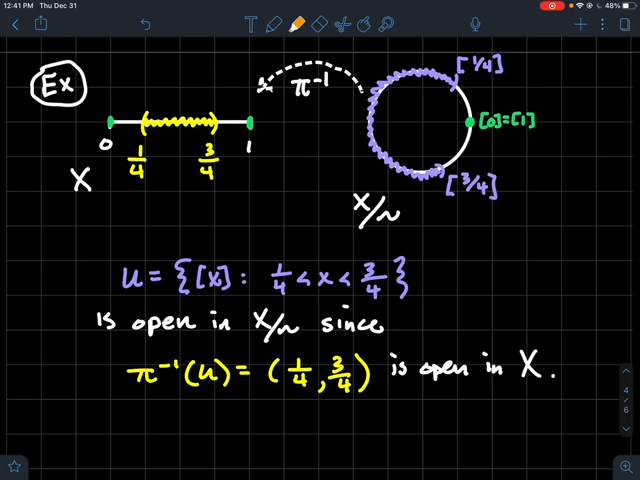 12:41 PM Thu Dec 31
48%
Ex
π⁻¹
[1/4]
[0]=[1]
0
1/4
3/4
1
X
[3/4]
X/~
U = {[x] : 1/4 < x < 3/4}
is open in X/~ since
π⁻¹(U) = (1/4, 3/4) is open in X.
4
/
6